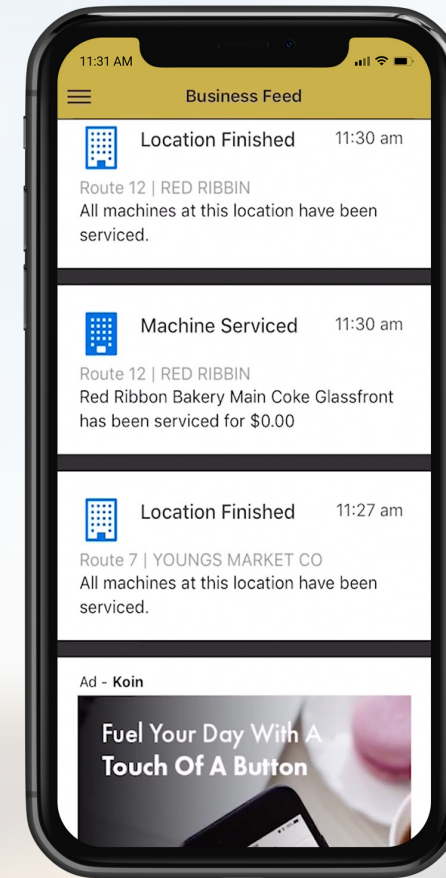 11:31 AM
Business Feed
Location Finished 11:30 am
Route 12 | RED RIBBIN
All machines at this location have been
serviced.
Machine Serviced 11:30 am
Route 12 | RED RIBBIN
Red Ribbon Bakery Main Coke Glassfront
has been serviced for $0.00
Location Finished 11:27 am
Route 7 | YOUNGS MARKET CO
All machines at this location have been
serviced.
Ad - Koin
Fuel Your Day With A
Touch Of A Button